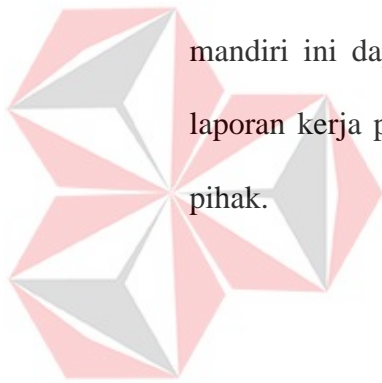 mandiri ini da
laporan kerja p
pihak.